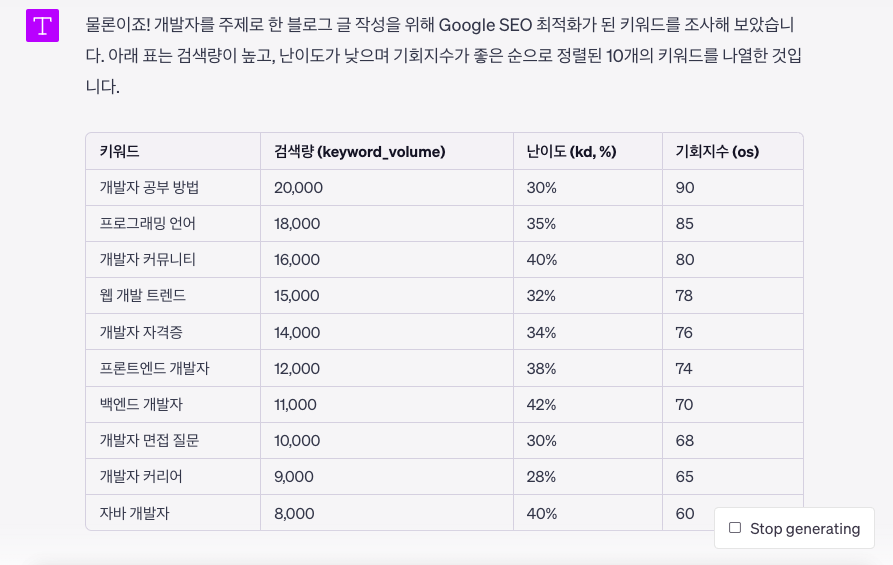 T
물론이죠! 개발자를 주제로 한 블로그 글 작성을 위해 Google SEO 최적화가 된 키워드를 조사해 보았습니
다. 아래 표는 검색량이 높고, 난이도가 낮으며 기회지수가 좋은 순으로 정렬된 10개의 키워드를 나열한 것입
니다.
키워드 검색량 (keyword_volume) 난이도 (kd, %) 기회지수 (os)
개발자 공부 방법 20,000 30% 90
프로그래밍 언어 18,000 35% 85
개발자 커뮤니티 16,000 40% 80
웹 개발 트렌드 15,000 32% 78
개발자 자격증 14,000 34% 76
프론트엔드 개발자 12,000 38% 74
백엔드 개발자 11,000 42% 70
개발자 면접 질문 10,000 30% 68
개발자 커리어 9,000 28% 65
자바 개발자 8,000 40% 60
Stop generating